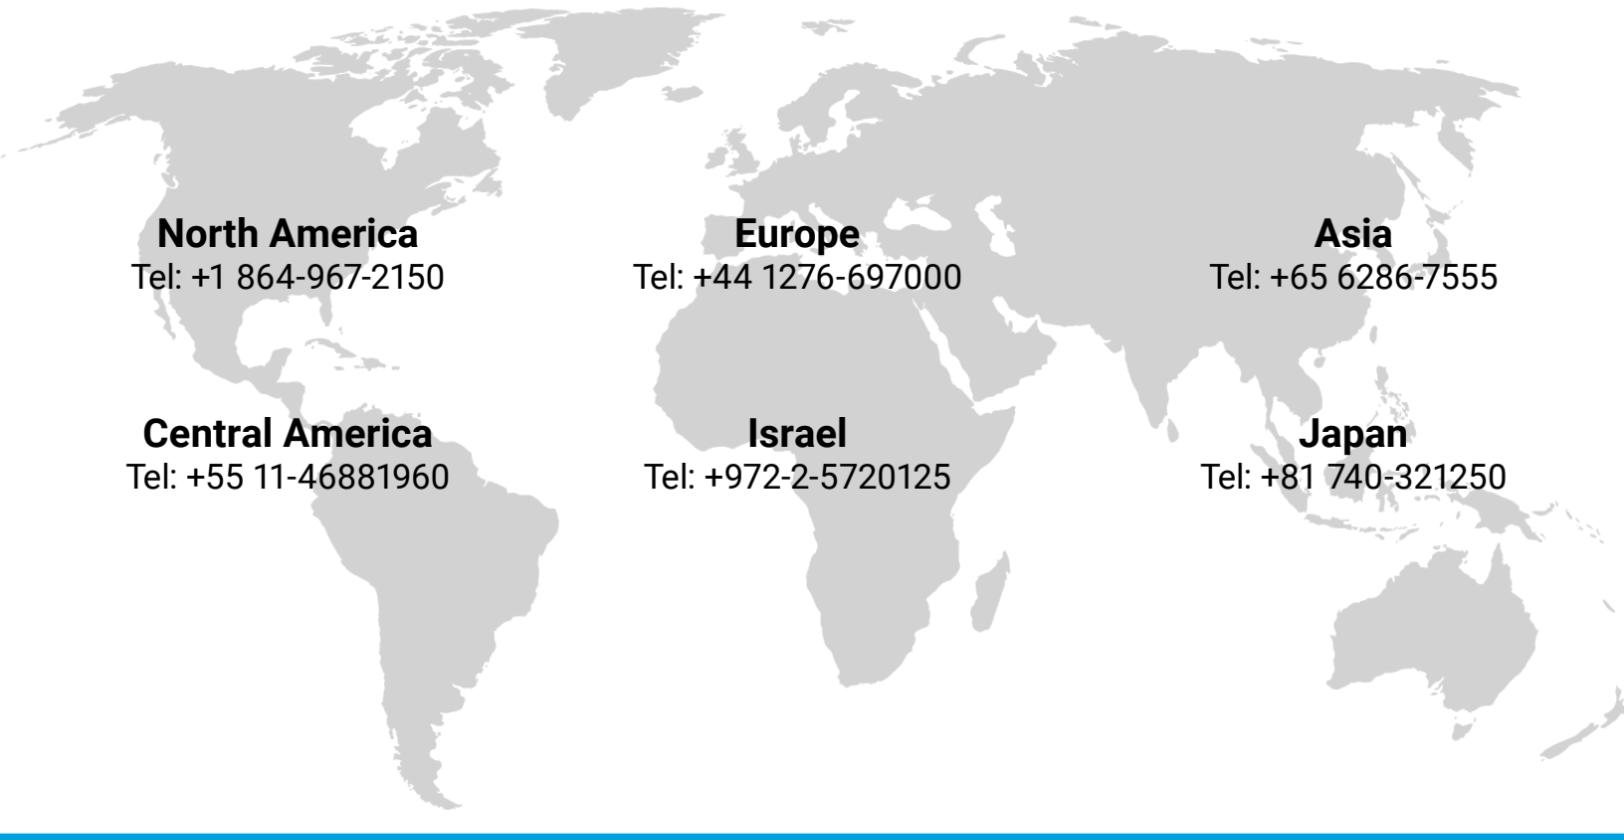 North America
Tel: +1 864-967-2150
Europe
Tel: +44 1276-697000
Asia
Tel: +65 6286-7555
Central America
Tel: +55 11-46881960
Israel
Tel: +972-2-5720125
Japan
Tel: +81 740-321250